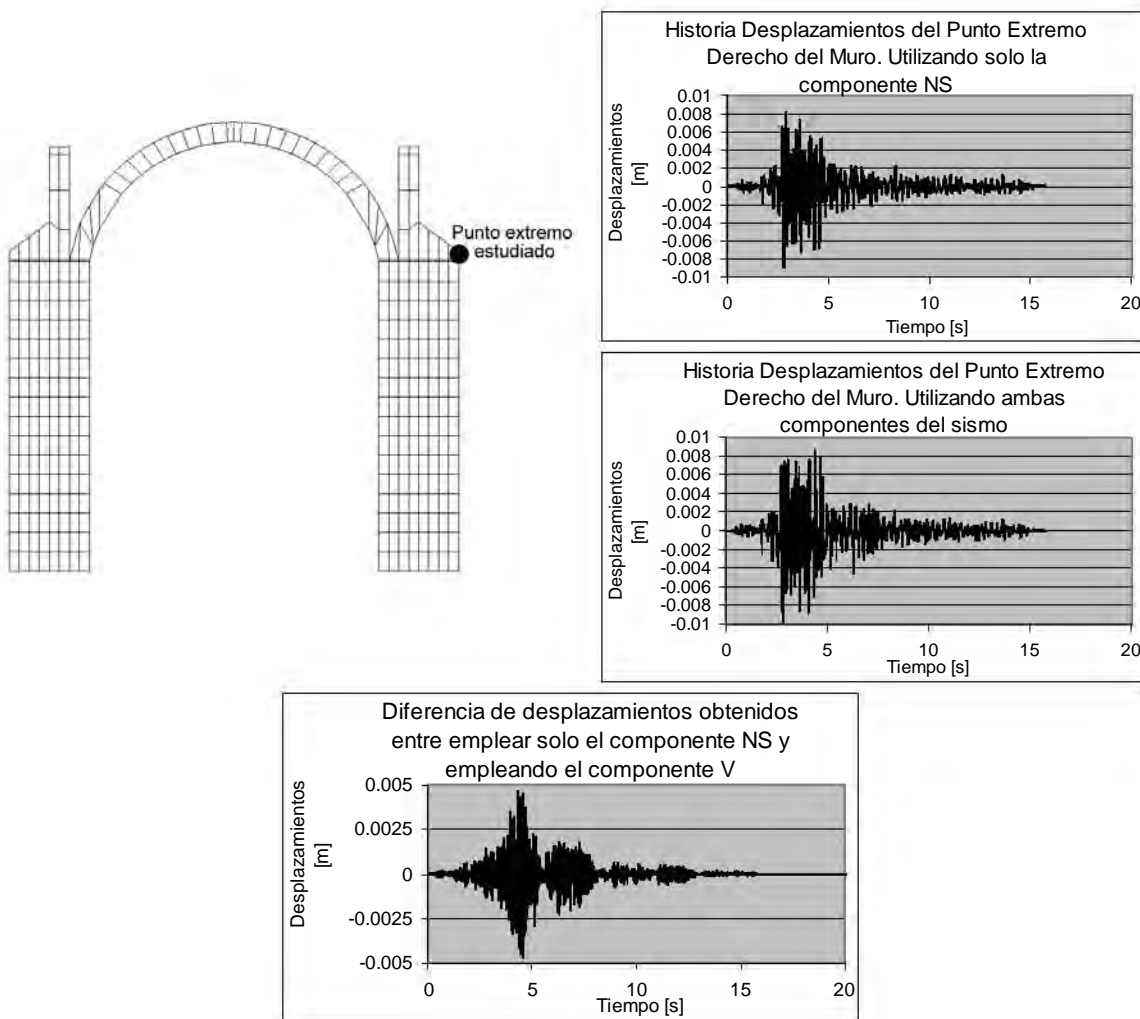 Punto extremo
estudiado
Historia Desplazamientos del Punto Extremo
Derecho del Muro. Utilizando solo la
componente NS
Desplazamientos
[m]
0.01
0.008
0.006
0.004
0.002
0
-0.002
-0.004
-0.006
-0.008
-0.01
0 5 10 15 20
Tiempo [s]
Historia Desplazamientos del Punto Extremo
Derecho del Muro. Utilizando ambas
componentes del sismo
Desplazamientos
[m]
0.01
0.008
0.006
0.004
0.002
0
-0.002
-0.004
-0.006
-0.008
-0.01
0 5 10 15 20
Tiempo [s]
Diferencia de desplazamientos obtenidos
entre emplear solo el componente NS y
empleando el componente V
Desplazamientos
[m]
0.005
0.0025
0
-0.0025
-0.005
0 5 10 15 20
Tiempo [s]